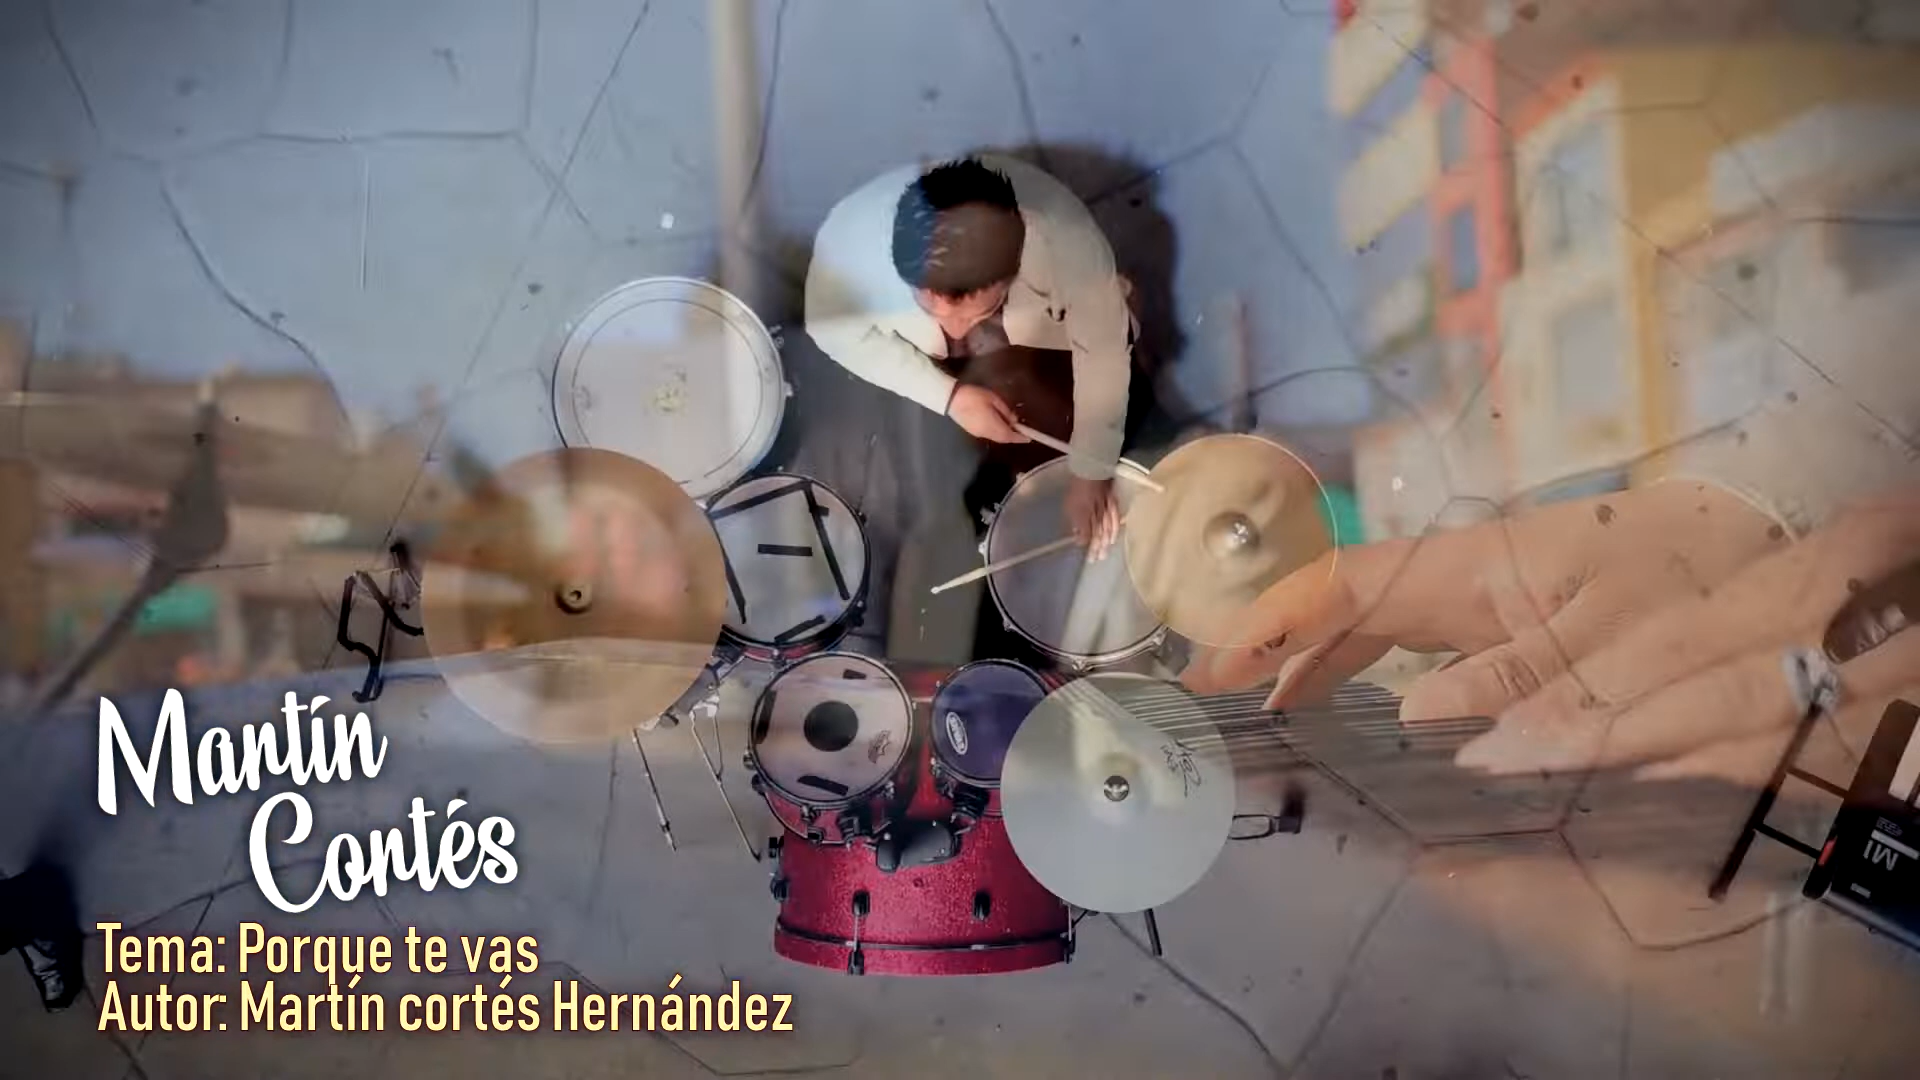 Martín
Cortés
Tema: Porque te vas
Autor: Martín cortés Hernández